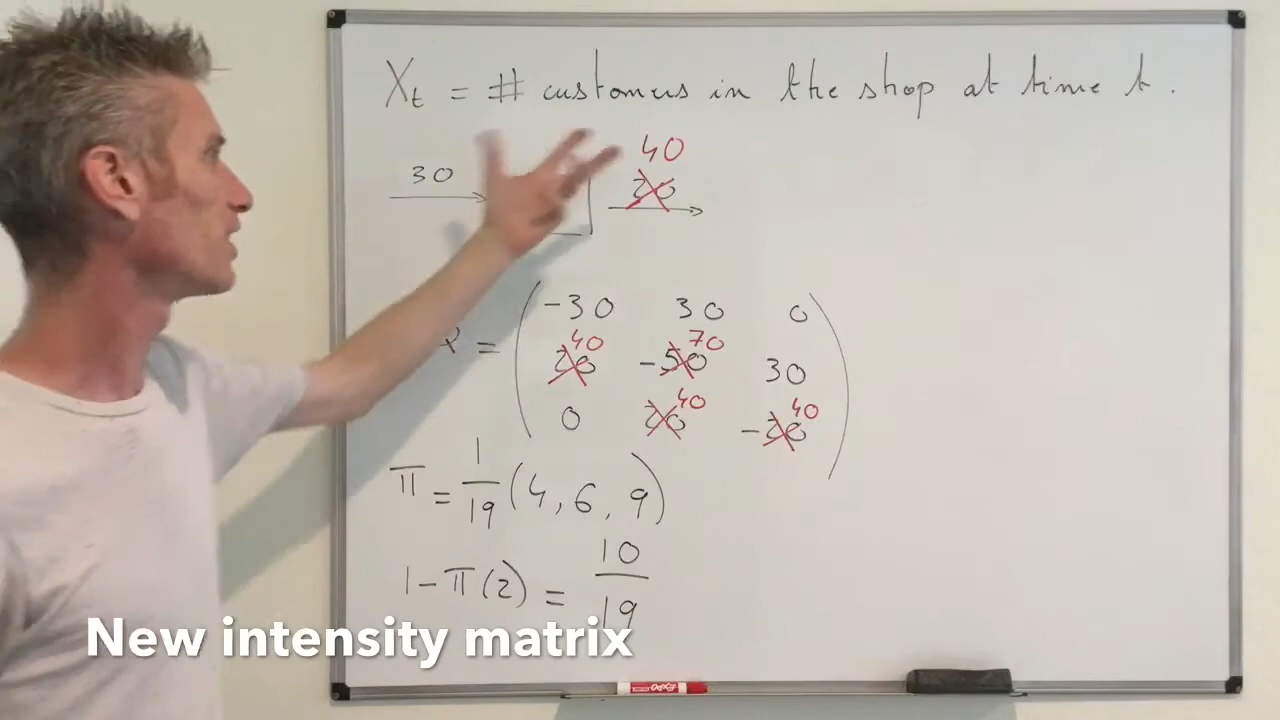 X_t = # customers in the shop at time t.
30 40 20
= ( -30 30 0
20 40 -50 70 30
0 20 40 -20 40 )
π = 1/19 (4, 6, 9)
1-π(2) = 10/19
New intensity matrix